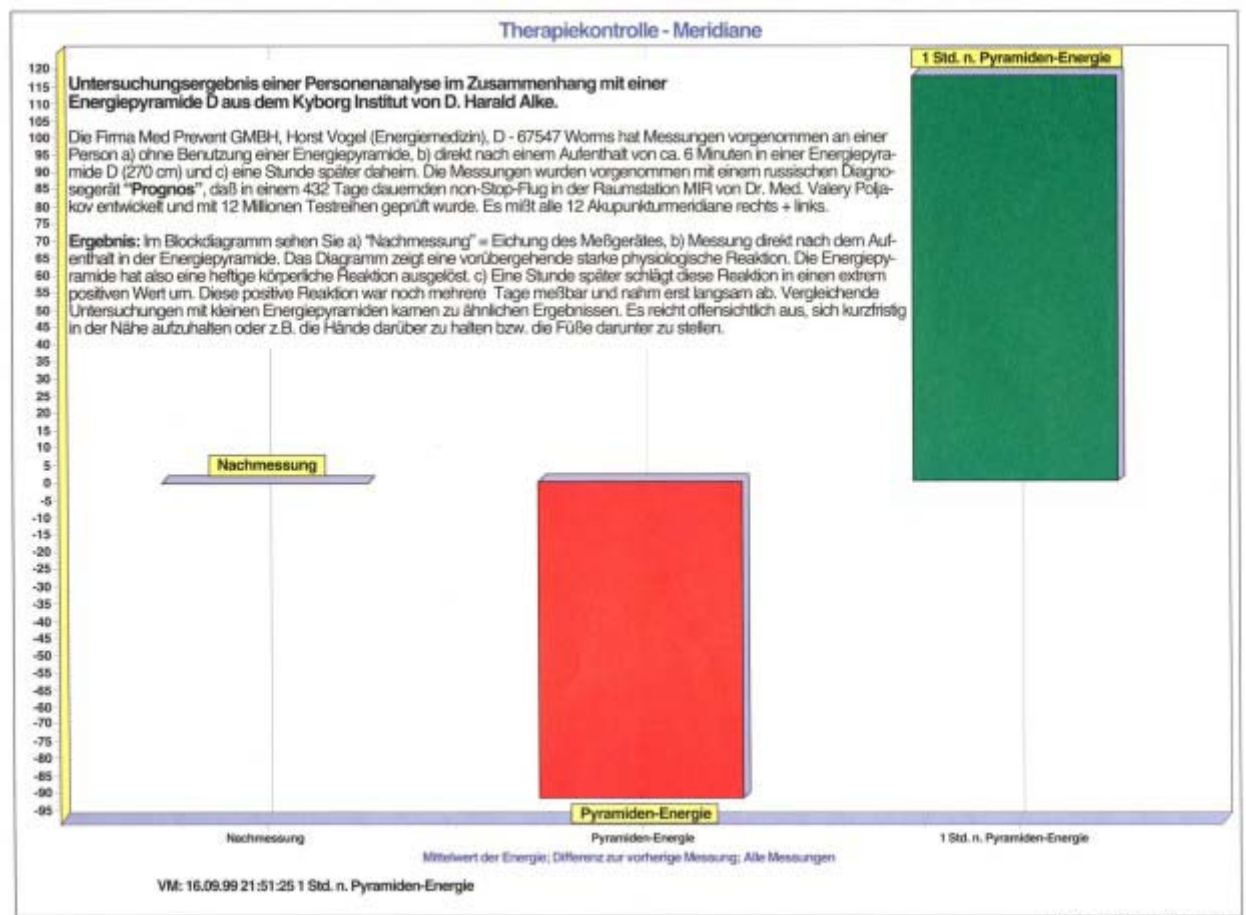 Therapiekontrolle - Meridiane
1 Std. n. Pyramiden-Energie
Untersuchungsergebnis einer Personenanalyse im Zusammenhang mit einer
Energiepyramide D aus dem Kyborg Institut von D. Harald Alke.
Die Firma Med Prevent GMBH, Horst Vogel (Energiemedizin), D - 67547 Worms hat Messungen vorgenommen an einer
Person a) ohne Benutzung einer Energiepyramide, b) direkt nach einem Aufenthalt von ca. 6 Minuten in einer Energiepyra-
mide D (270 cm) und c) eine Stunde später daheim. Die Messungen wurden vorgenommen mit einem russischen Diagno-
segerät "Prognos", daß in einem 432 Tage dauernden non-Stop-Flug in der Raumstation MIR von Dr. Med. Valery Polja-
kov entwickelt und mit 12 Millionen Testreihen geprüft wurde. Es mißt alle 12 Akupunkturmeridiane rechts + links.
Ergebnis: Im Blockdiagramm sehen Sie a) "Nachmessung" = Eichung des Meßgerätes, b) Messung direkt nach dem Auf-
enthalt in der Energiepyramide. Das Diagramm zeigt eine vorübergehende starke physiologische Reaktion. Die Energiepy-
ramide hat also eine heftige körperliche Reaktion ausgelöst. c) Eine Stunde später schlägt diese Reaktion in einen extrem
positiven Wert um. Diese positive Reaktion war noch mehrere Tage meßbar und nahm erst langsam ab. Vergleichende
Untersuchungen mit kleinen Energiepyramiden kamen zu ähnlichen Ergebnissen. Es reicht offensichtlich aus, sich kurzfristig
in der Nähe aufzuhalten oder z.B. die Hände darüber zu halten bzw. die Füße darunter zu stellen.
120
115
110
105
100
95
90
85
80
75
70
65
60
55
50
45
40
35
30
25
20
15
10
5
0
-5
-10
-15
-20
-25
-30
-35
-40
-45
-50
-55
-60
-65
-70
-75
-80
-85
-90
-95
Nachmessung
Pyramiden-Energie
Nachmessung
Pyramiden-Energie
1 Std. n. Pyramiden-Energie
Mittelwert der Energie; Differenz zur vorherige Messung; Alle Messungen
VM: 16.09.99 21:51:25 1 Std. n. Pyramiden-Energie